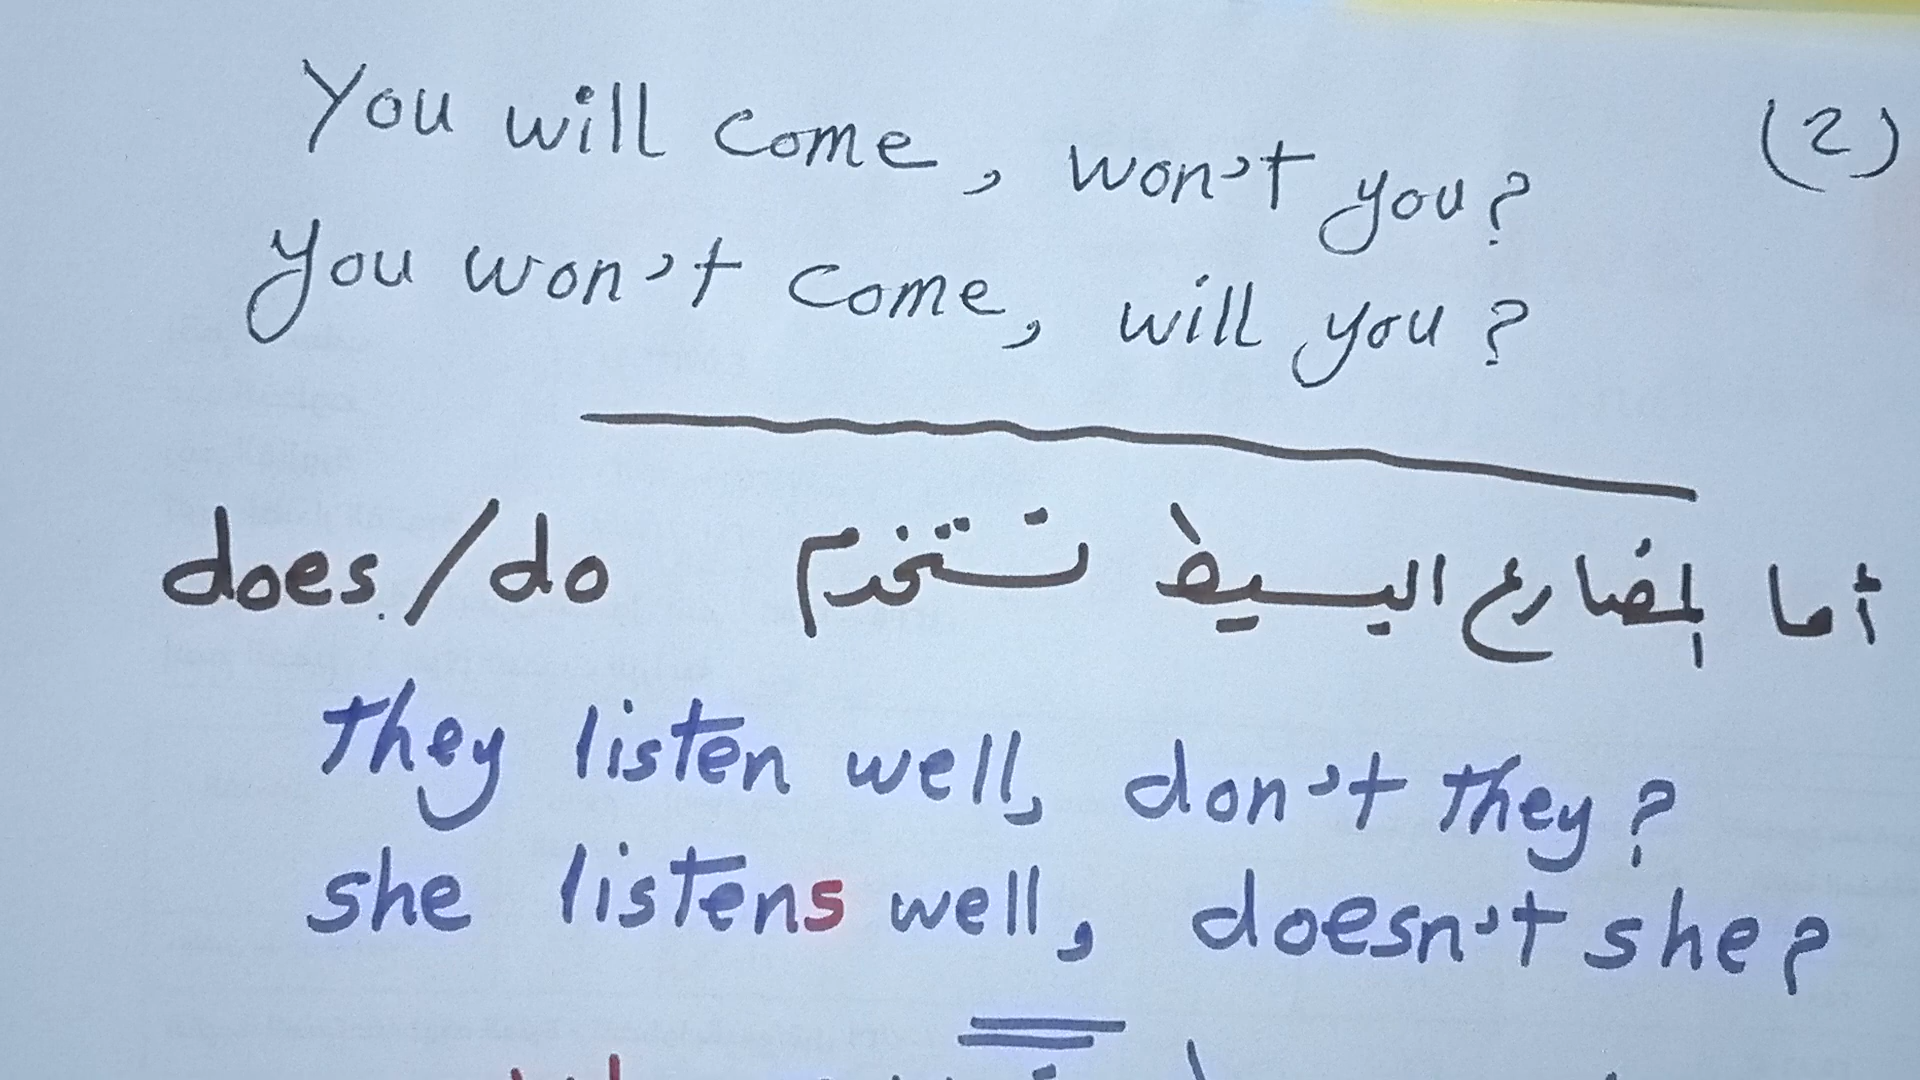 (2)
You will come, won't you?
You won't come, will you?
أما المضارع البسيط تستخدم does/do
they listen well, don't they?
she listens well, doesn't she?